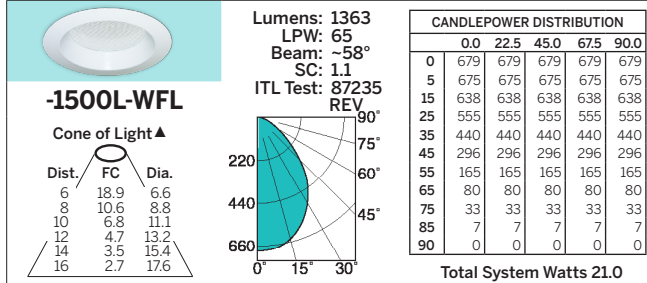 -1500L-WFL
Cone of Light▲
Dist. FC Dia.
6 18.9 6.6
8 10.6 8.8
10 6.8 11.1
12 4.7 13.2
14 3.5 15.4
16 2.7 17.6
Lumens: 1363
LPW: 65
Beam: ~58°
SC: 1.1
ITL Test: 87235
REV
90°
75°
60°
45°
220
440
660
0° 15° 30°
CANDLEPOWER DISTRIBUTION
0.0 22.5 45.0 67.5 90.0
0 679 679 679 679 679
5 675 675 675 675 675
15 638 638 638 638 638
25 555 555 555 555 555
35 440 440 440 440 440
45 296 296 296 296 296
55 165 165 165 165 165
65 80 80 80 80 80
75 33 33 33 33 33
85 7 7 7 7 7
90 0 0 0 0 0
Total System Watts 21.0